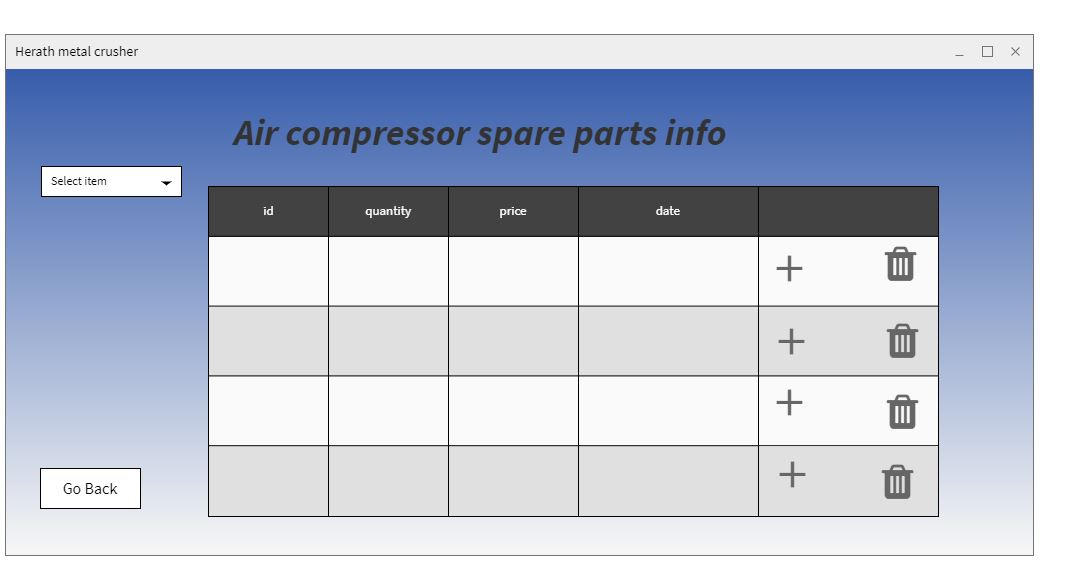 Herath metal crusher
Air compressor spare parts info
Select item
id quantity price date
Go Back